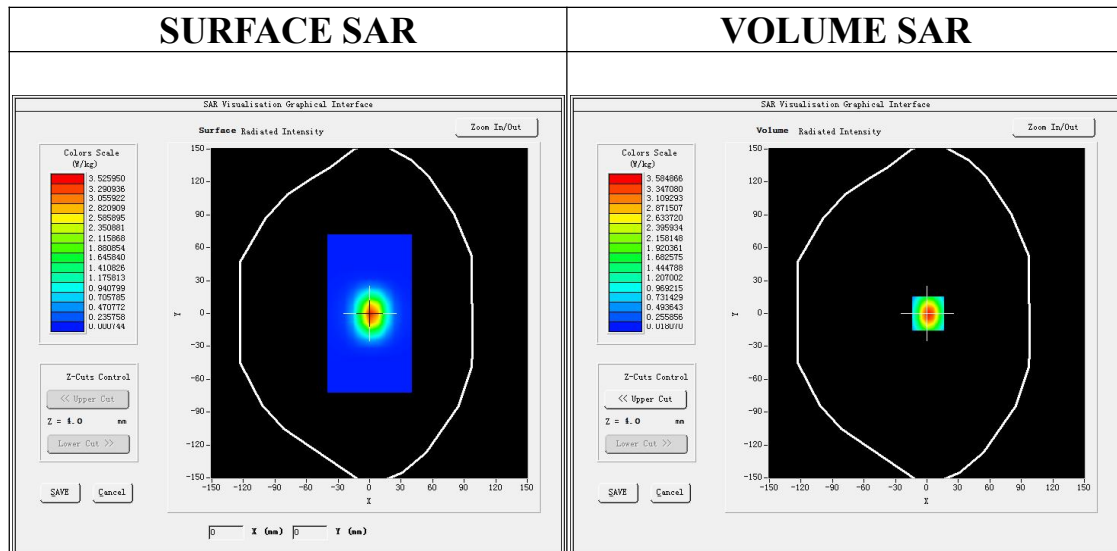 SURFACE SAR
VOLUME SAR
SAR Visualisation Graphical Interface
Surface Radiated Intensity
Zoom In/Out
Colors Scale
(W/kg)
3.525950
3.290936
3.055922
2.820909
2.585895
2.350881
2.115868
1.880854
1.645840
1.410826
1.175813
0.940799
0.705785
0.470772
0.235758
0.000744
Y
150
120
90
60
30
0
-30
-60
-90
-120
-150
-150 -120 -90 -60 -30 0 30 60 90 120 150
X
Z-Cuts Control
<< Upper Cut
Z = 4.0 mm
Lower Cut >>
SAVE Cancel
0 X (mm) 0 Y (mm)
SAR Visualisation Graphical Interface
Volume Radiated Intensity
Zoom In/Out
Colors Scale
(W/kg)
3.584866
3.347080
3.109293
2.871507
2.633720
2.395934
2.158148
1.920361
1.682575
1.444788
1.207002
0.969215
0.731429
0.493643
0.255856
0.018070
Y
150
120
90
60
30
0
-30
-60
-90
-120
-150
-150 -120 -90 -60 -30 0 30 60 90 120 150
X
Z-Cuts Control
<< Upper Cut
Z = 4.0 mm
Lower Cut >>
SAVE Cancel